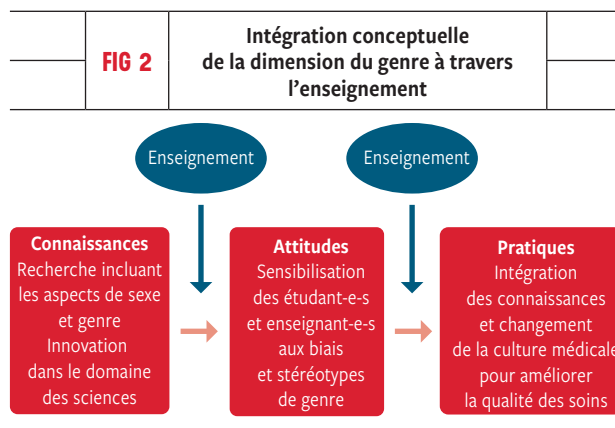 FIG 2
Intégration conceptuelle
de la dimension du genre à travers
l'enseignement
Enseignement
Enseignement
Connaissances
Recherche incluant
les aspects de sexe
et genre
Innovation
dans le domaine
des sciences
Attitudes
Sensibilisation
des étudant-e-s
et enseignant-e-s
aux biais
et stéréotypes
de genre
Pratiques
Intégration
des connaissances
et changement
de la culture médicale
pour améliorer
la qualité des soins